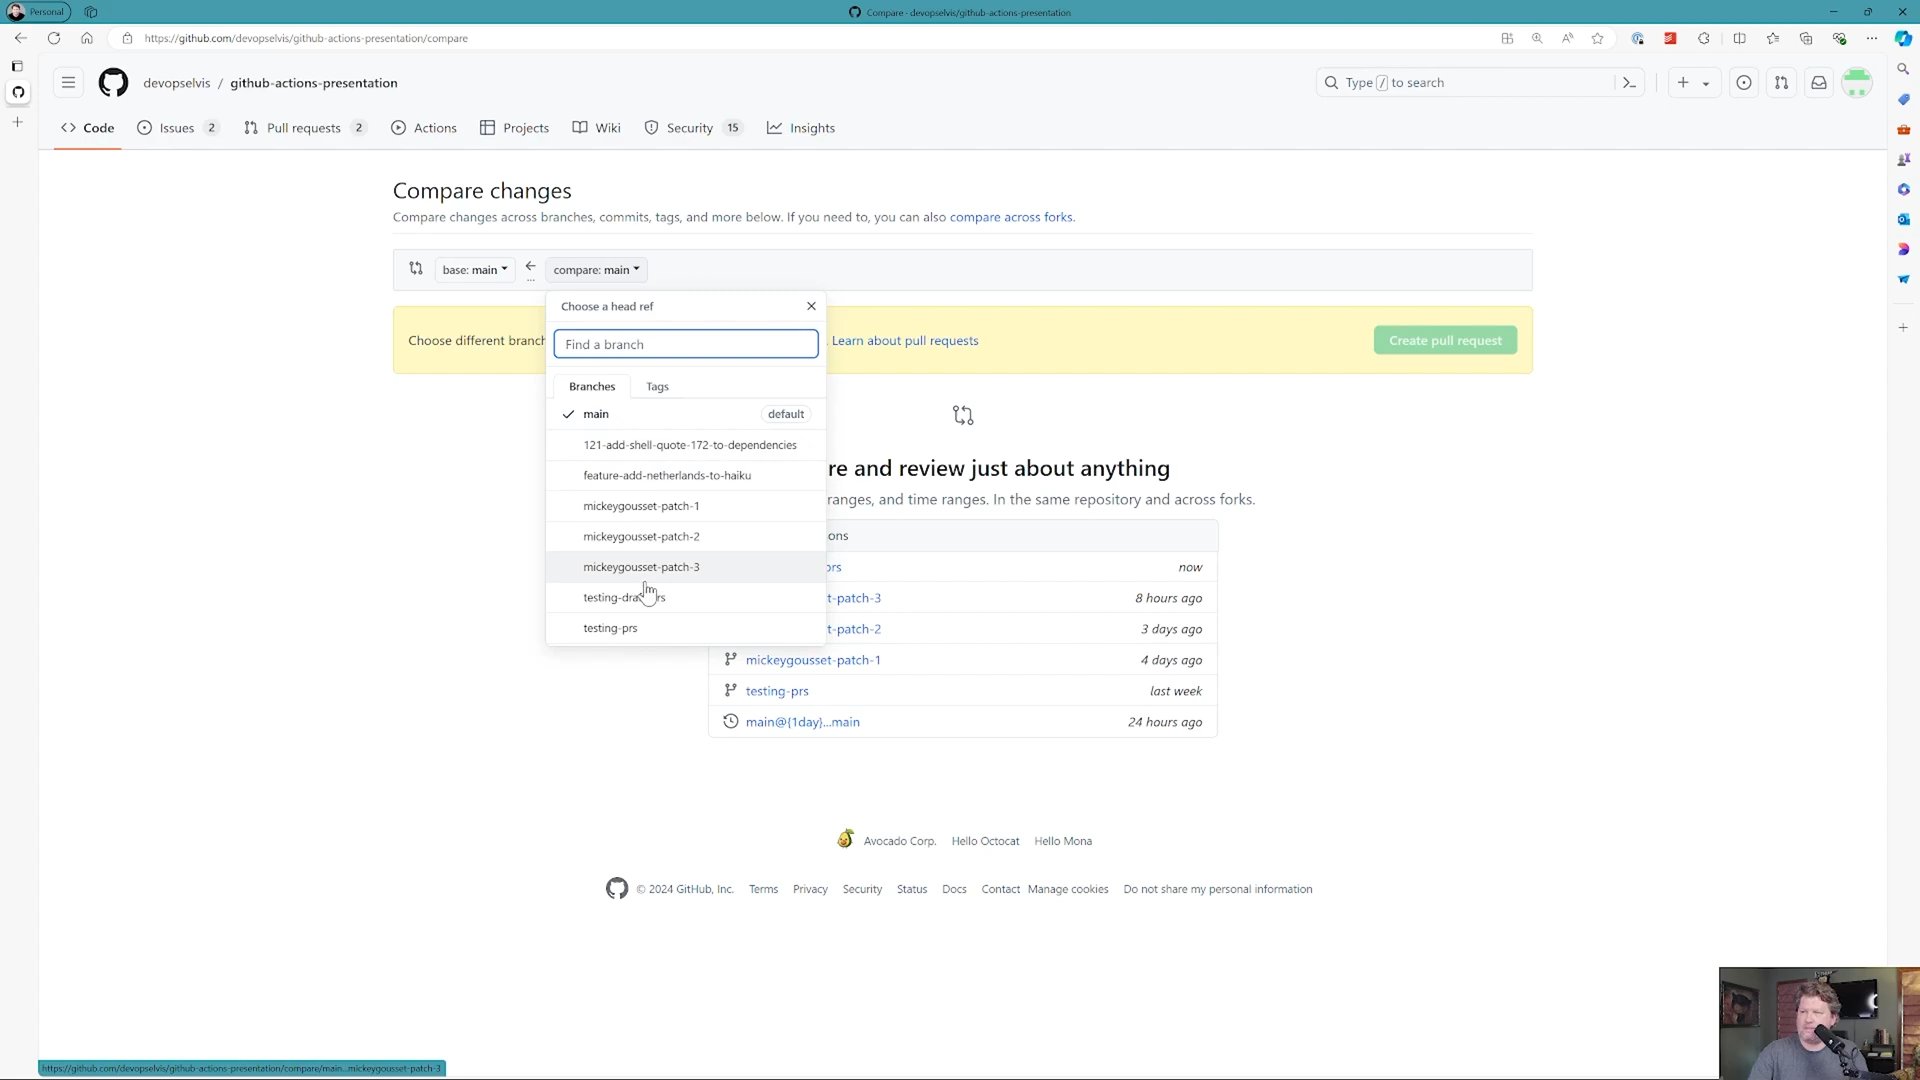 Personal
Compare · devopselvis/github-actions-presentation
https://github.com/devopselvis/github-actions-presentation/compare
devopselvis / github-actions-presentation
Type / to search
Code
Issues 2
Pull requests 2
Actions
Projects
Wiki
Security 15
Insights
Compare changes
Compare changes across branches, commits, tags, and more below. If you need to, you can also compare across forks.
base: main
...
compare: main
Choose a head ref
Choose different branch
Learn about pull requests
Create pull request
Find a branch
Branches
Tags
main default
121-add-shell-quote-172-to-dependencies
feature-add-netherlands-to-haiku
mickeygousset-patch-1
mickeygousset-patch-2
mickeygousset-patch-3
testing-prs
re and review just about anything
ranges, and time ranges. In the same repository and across forks.
ons
prs now
t-patch-3 8 hours ago
t-patch-2 3 days ago
mickeygousset-patch-1 4 days ago
testing-prs last week
main@{1day}...main 24 hours ago
Avocado Corp. Hello Octocat Hello Mona
© 2024 GitHub, Inc. Terms Privacy Security Status Docs Contact Manage cookies Do not share my personal information
https://github.com/devopselvis/github-actions-presentation/compare/main...mickeygousset-patch-3